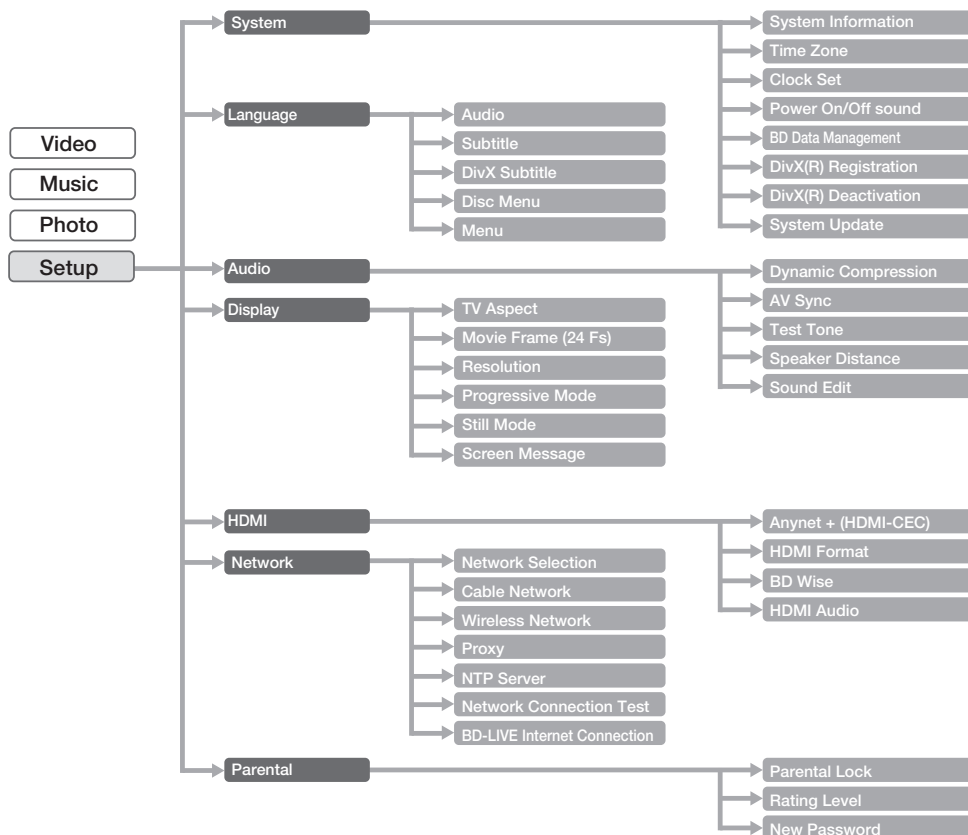 Video
Music
Photo
Setup
System
System Information
Time Zone
Clock Set
Power On/Off sound
BD Data Management
DivX(R) Registration
DivX(R) Deactivation
System Update
Language
Audio
Subtitle
DivX Subtitle
Disc Menu
Menu
Audio
Dynamic Compression
AV Sync
Test Tone
Speaker Distance
Sound Edit
Display
TV Aspect
Movie Frame (24 Fs)
Resolution
Progressive Mode
Still Mode
Screen Message
HDMI
Anynet + (HDMI-CEC)
HDMI Format
BD Wise
HDMI Audio
Network
Network Selection
Cable Network
Wireless Network
Proxy
NTP Server
Network Connection Test
BD-LIVE Internet Connection
Parental
Parental Lock
Rating Level
New Password